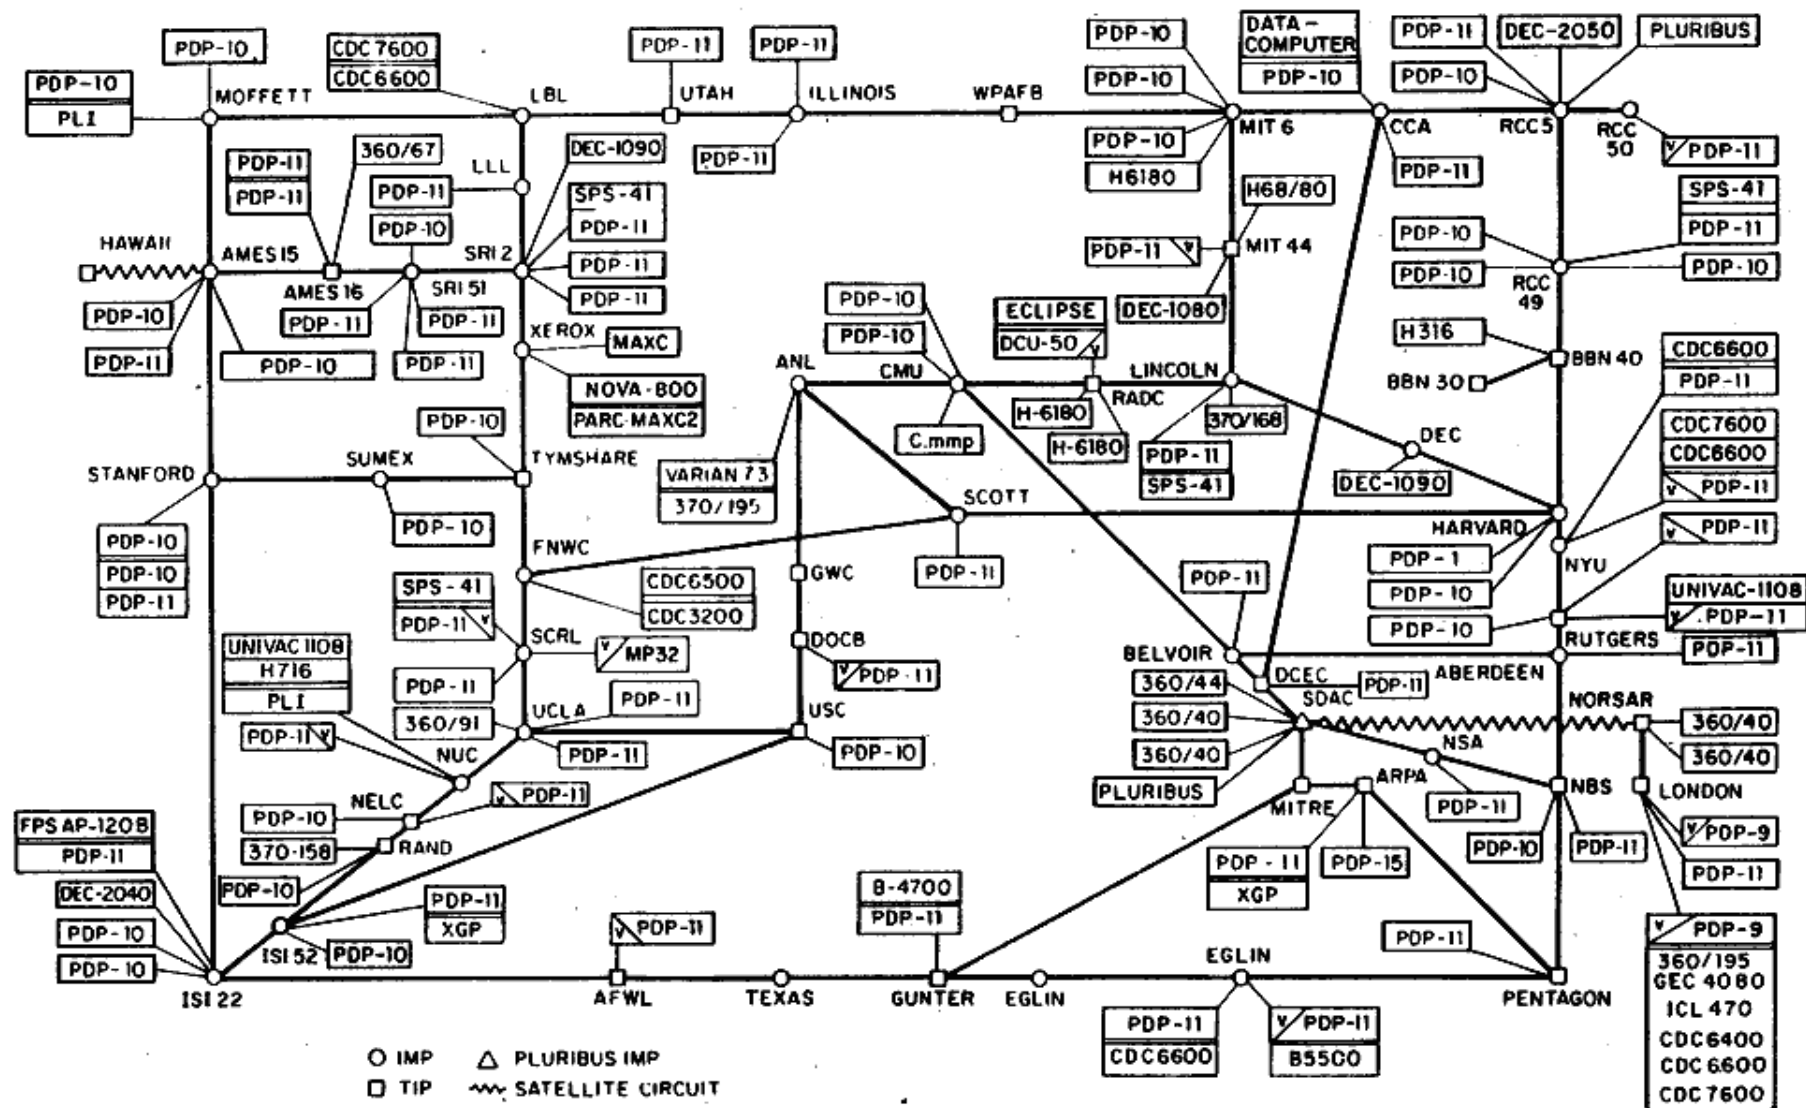 PDP-10
CDC 7600
CDC 6600
PDP-11
PDP-11
PDP-10
DATA-
COMPUTER
PDP-10
PDP-11
DEC-2050
PLURIBUS
PDP-10
PLI
MOFFETT
LBL
UTAH
ILLINOIS
WPAFB
PDP-10
PDP-10
MIT 6
CCA
PDP-10
RCC 5
RCC
50
PDP-11
PDP-11
360/67
LLL
PDP-11
DEC-1090
PDP-11
PDP-10
H6180
PDP-11
V PDP-11
HAWAII
AMES 15
AMES 16
PDP-10
SRI 51
SRI 2
SPS-41
PDP-11
PDP-11
PDP-11
H68/80
PDP-11 V
MIT 44
DEC-1080
PDP-10
PDP-10
RCC
49
SPS-41
PDP-11
PDP-10
PDP-10
PDP-11
PDP-10
PDP-11
PDP-11
PDP-11
XEROX
MAXC
NOVA-800
PARC-MAXC2
PDP-10
PDP-10
CMU
C.mmp
ECLIPSE
DCU-50 V
RADC
H-6180
H-6180
LINCOLN
370/168
PDP-11
SPS-41
H316
BBN 40
BBN 30
CDC6600
PDP-11
CDC7600
CDC6600
V PDP-11
ANL
VARIAN 73
370/195
DEC
DEC-1090
PDP-10
TYMSHARE
STANFORD
SUMEX
PDP-10
PDP-10
PDP-10
PDP-11
SCOTT
PDP-11
HARVARD
PDP-1
PDP-10
NYU
V PDP-11
FNWC
CDC6500
CDC3200
GWC
SPS-41
PDP-11 V
SCRL
V MP32
PDP-11
DOCB
V PDP-11
PDP-11
PDP-10
UNIVAC-1108
V PDP-11
RUTGERS
PDP-11
BELVOIR
ABERDEEN
DCEC
PDP-11
UNIVAC 1108
H716
PLI
PDP-11 V
360/91
UCLA
PDP-11
PDP-11
USC
PDP-10
360/44
360/40
360/40
PLURIBUS
SDAC
NORSAR
360/40
360/40
NSA
PDP-11
NUC
NELC
PDP-10
V PDP-11
370-158
RAND
PDP-10
MITRE
ARPA
PDP-11
XGP
PDP-15
NBS
PDP-10
PDP-11
LONDON
V PDP-9
PDP-11
V PDP-9
360/195
GEC 4080
ICL 470
CDC6400
CDC6600
CDC7600
FPS AP-120B
PDP-11
DEC-2040
PDP-10
PDP-10
ISI 22
ISI 52
PDP-11
XGP
PDP-10
V PDP-11
AFWL
TEXAS
B-4700
PDP-11
GUNTER
EGLIN
EGLIN
PDP-11
CDC6600
V PDP-11
B5500
PDP-11
PENTAGON
IMP
PLURIBUS IMP
TIP
SATELLITE CIRCUIT